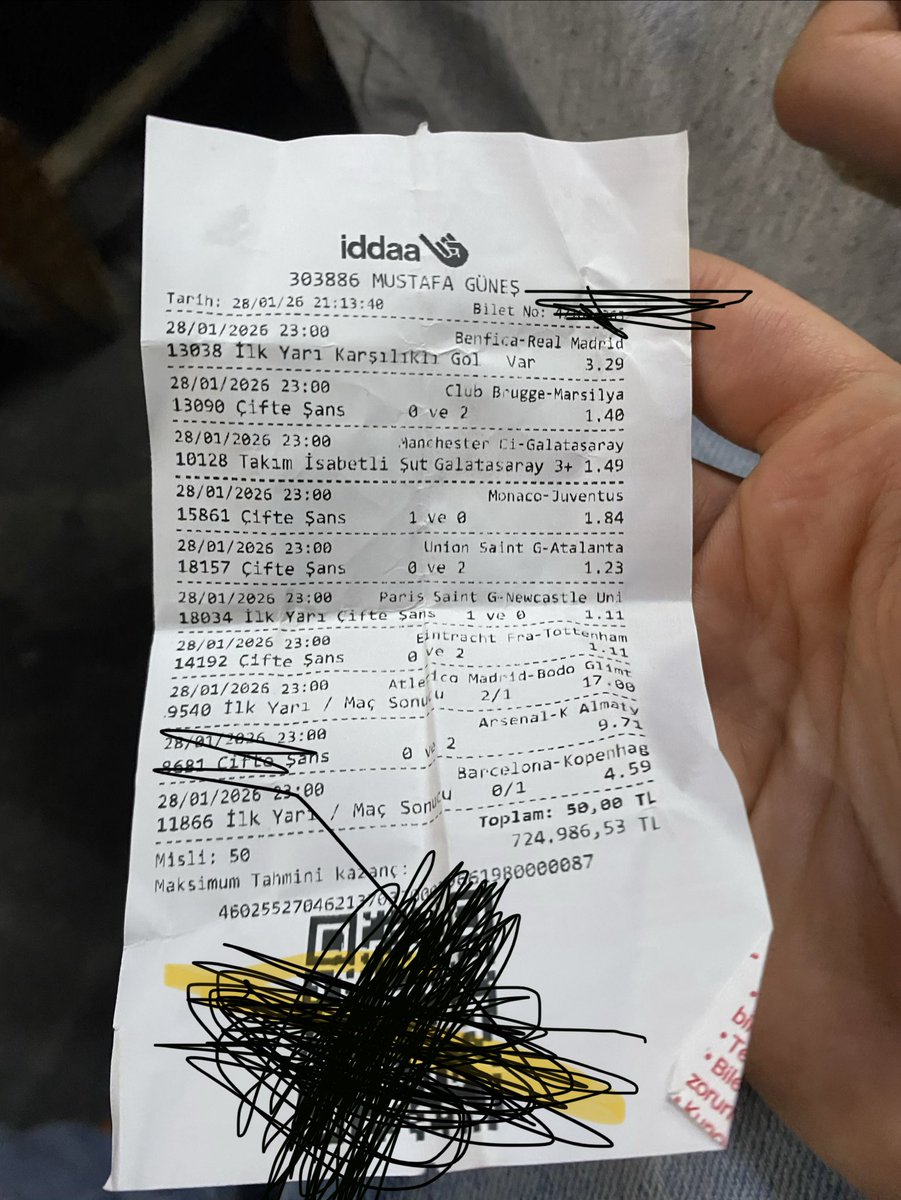 iddaa
303886 MUSTAFA GÜNEŞ
Tarih: 28/01/26 21:13:40 Bilet No:
28/01/2026 23:00 Benfica-Real Madrid
13038 İlk Yarı Karşılıklı Gol Var 3.29
28/01/2026 23:00 Club Brugge-Marsilya
13090 Çifte Şans 0 ve 2 1.40
28/01/2026 23:00 Manchester Ci-Galatasaray
10128 Takım İsabetli Şut Galatasaray 3+ 1.49
28/01/2026 23:00 Monaco-Juventus
15861 Çifte Şans 1 ve 0 1.84
28/01/2026 23:00 Union Saint G-Atalanta
18157 Çifte Şans 0 ve 2 1.23
28/01/2026 23:00 Paris Saint G-Newcastle Uni
18034 İlk Yarı Çifte Şans 1 ve 0 1.11
28/01/2026 23:00 Eintracht Fra-Tottenham
14192 Çifte Şans 0 ve 2 1.11
28/01/2026 23:00 Atletico Madrid-Bodo Glimt
9540 İlk Yarı / Maç Sonucu 2/1 17.00
28/01/2026 23:00 Arsenal-K Almaty
8681 Çifte Şans 0 ve 2 9.71
28/01/2026 23:00 Barcelona-Kopenhag
11866 İlk Yarı / Maç Sonucu 0/1 4.59
Misli: 50 Toplam: 50,00 TL
Maksimum Tahmini Kazanç: 724.986,53 TL
zorun